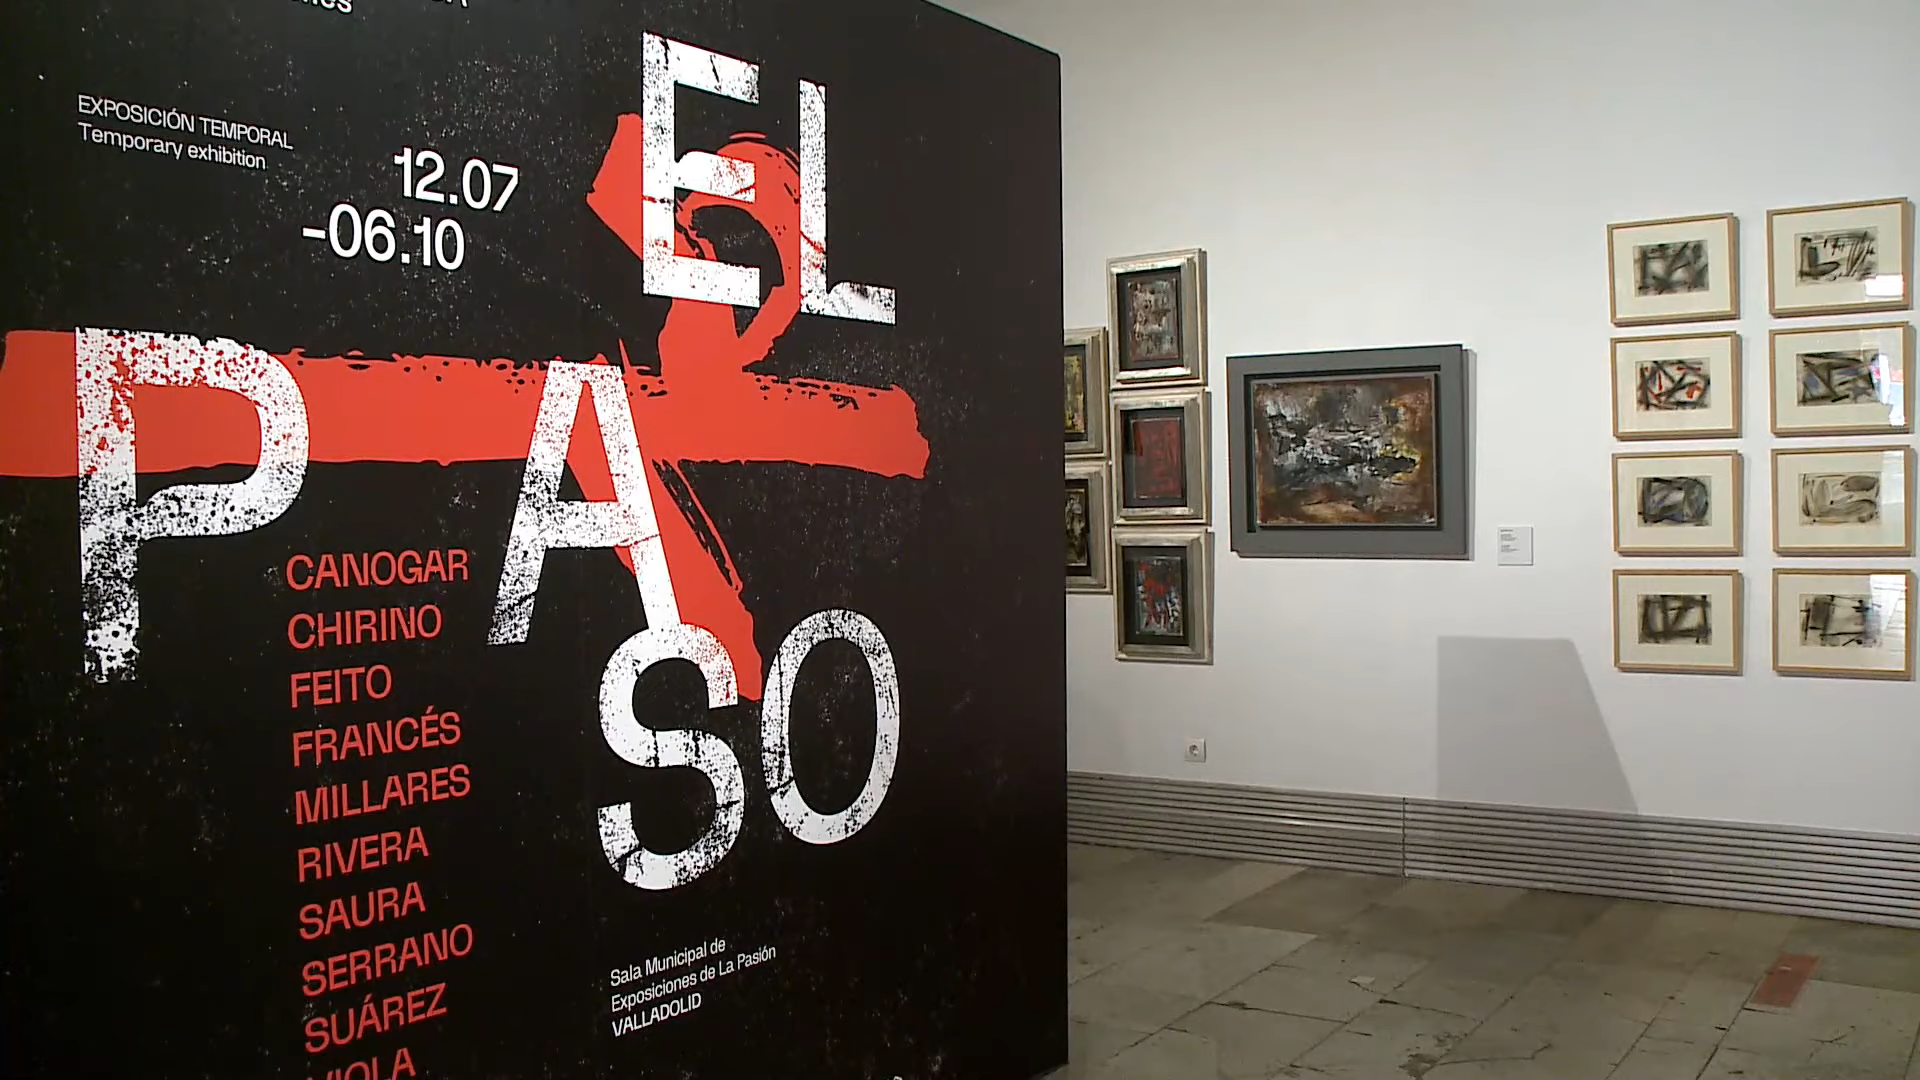 EXPOSICIÓN TEMPORAL
Temporary exhibition
12.07
-06.10
EL
PASO
CANOGAR
CHIRINO
FEITO
FRANCÉS
MILLARES
RIVERA
SAURA
SERRANO
SUÁREZ
VIOLA
Sala Municipal de
Exposiciones de La Pasión
VALLADOLID